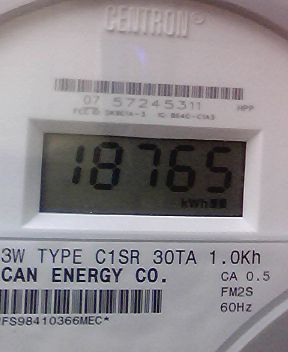 CENTRON®
07 57245311 HPP
18765
kWh
3W TYPE C1SR 30TA 1.0Kh
CAN ENERGY CO. CA 0.5
FM2S
60Hz
*FS98410366MEC*